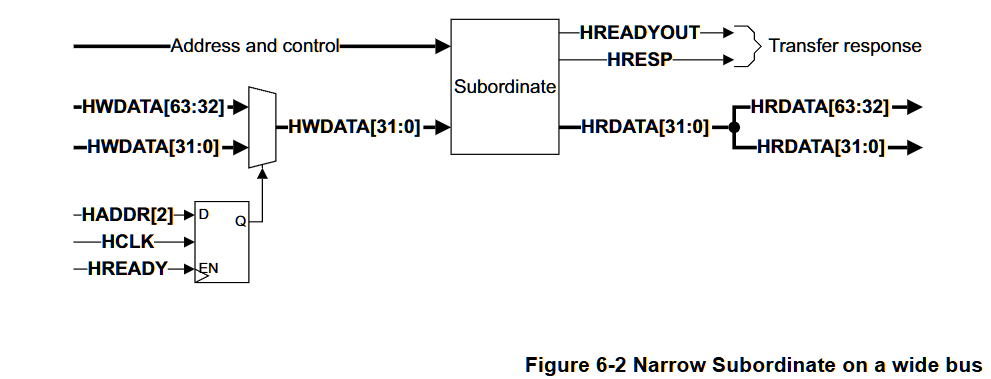 Address and control
HREADYOUT
HRESP
Transfer response
Subordinate
HWDATA[63:32]
HWDATA[31:0]
HWDATA[31:0]
HRDATA[31:0]
HRDATA[63:32]
HRDATA[31:0]
HADDR[2]
D
Q
HCLK
HREADY
EN
Figure 6-2 Narrow Subordinate on a wide bus